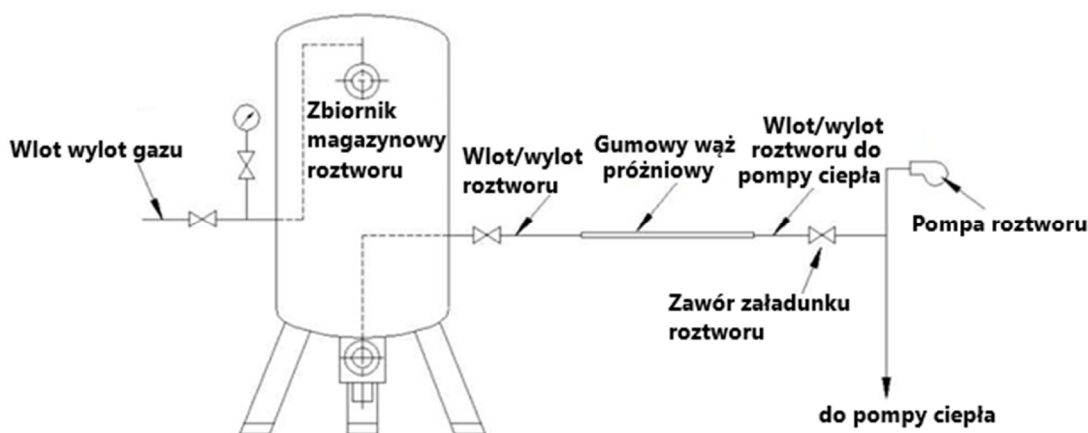 Wlot wylot gazu
Zbiornik
magazynowy
roztworu
Wlot/wylot
roztworu
Gumowy wąż
próżniowy
Wlot/wylot
roztworu do
pompy ciepła
Pompa roztworu
Zawór załadunku
roztworu
do pompy ciepła